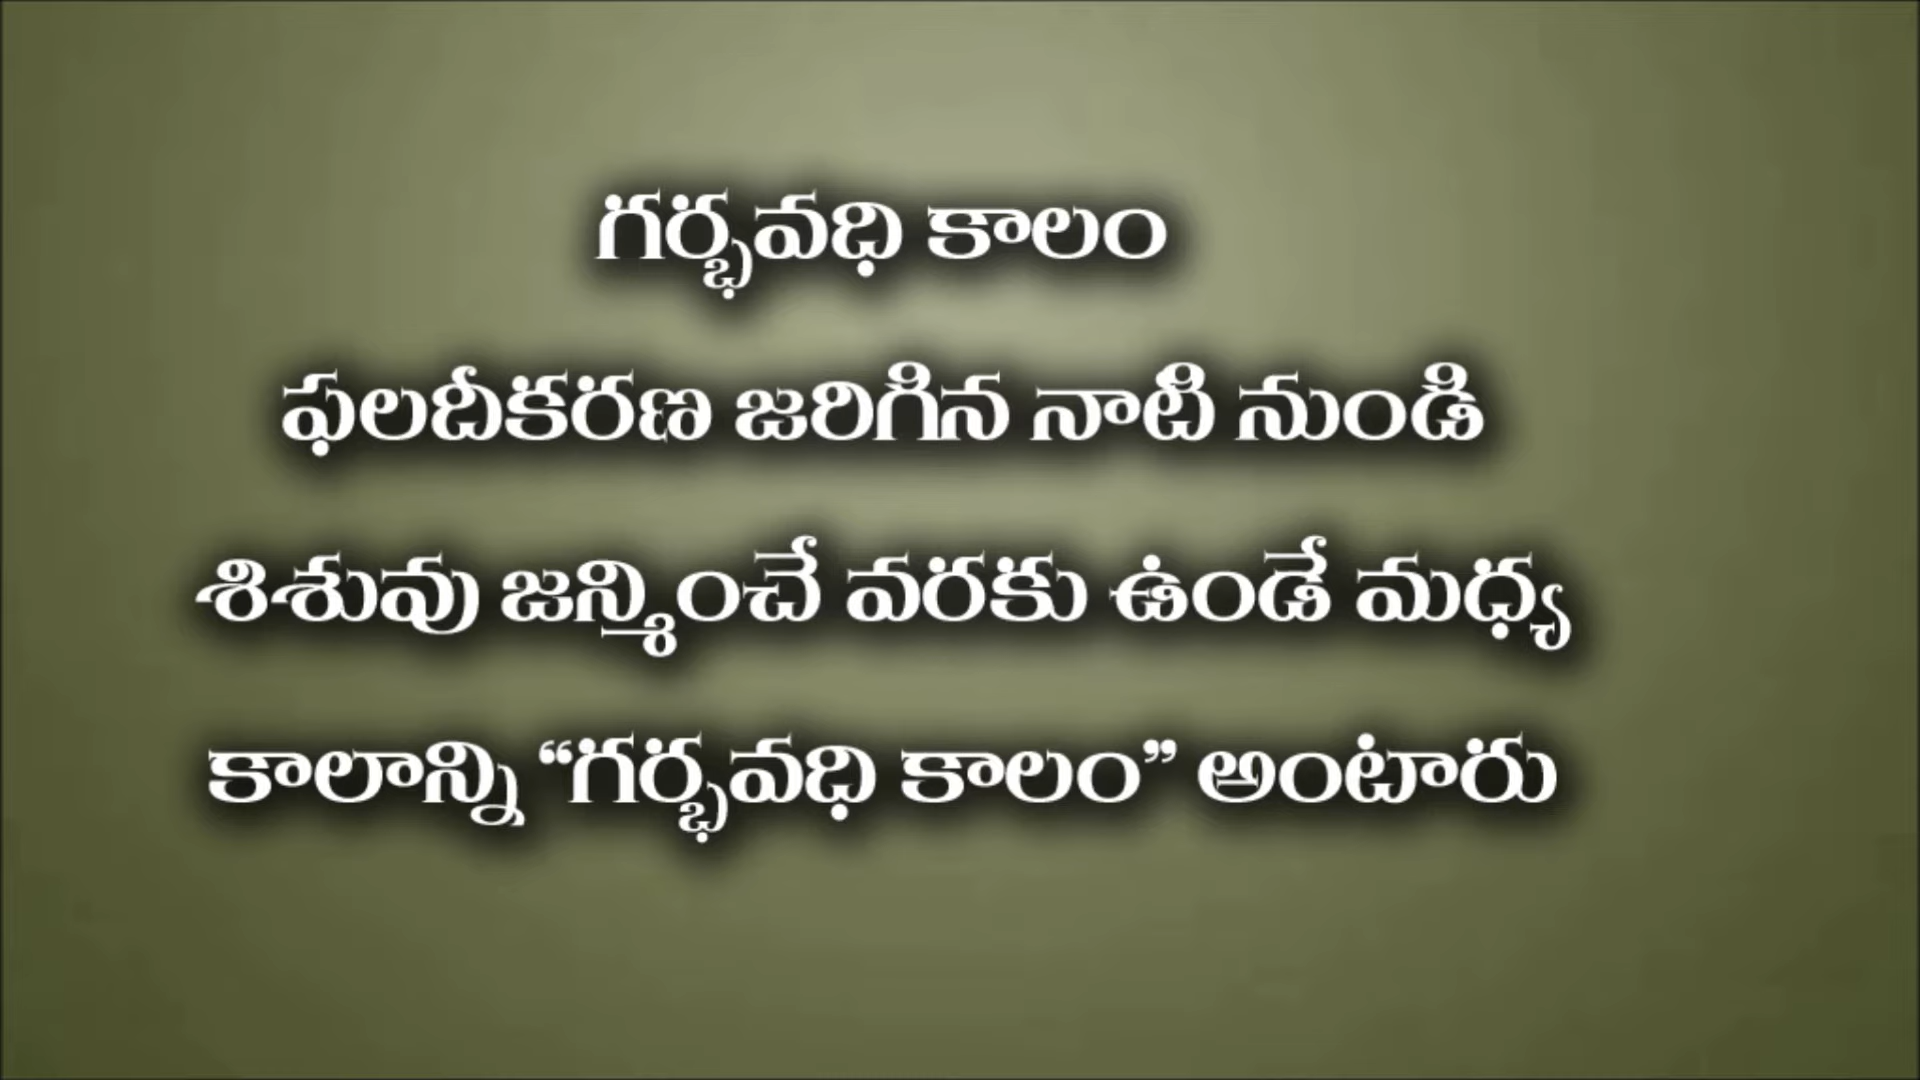 గర్భవధి కాలం
ఫలదీకరణ జరిగిన నాటి నుండి
శిశువు జన్మించే వరకు ఉండే మధ్య
కాలాన్ని “గర్భవధి కాలం” అంటారు